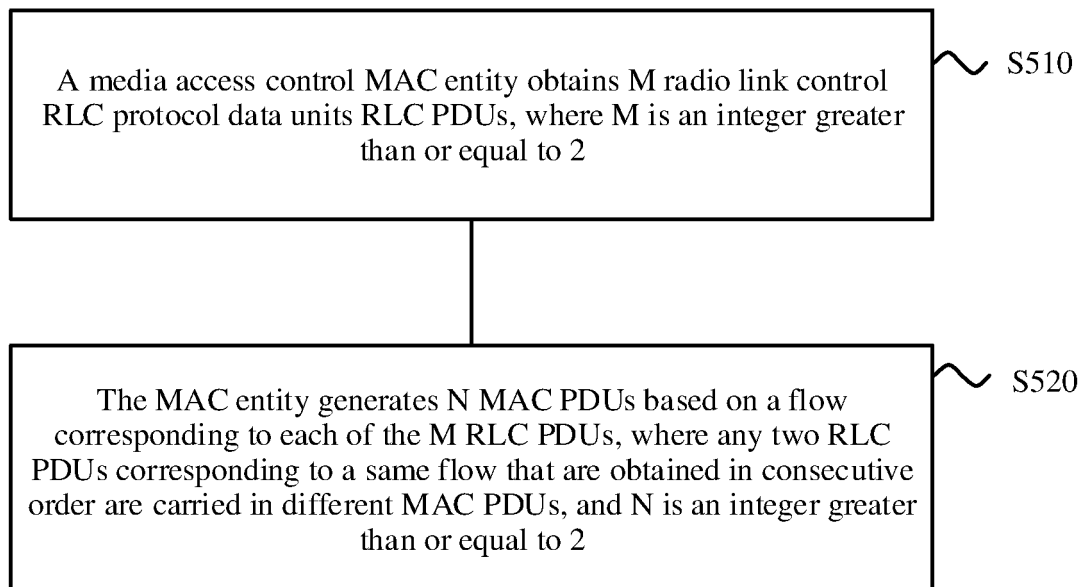 A media access control MAC entity obtains M radio link control
RLC protocol data units RLC PDUs, where M is an integer greater
than or equal to 2
S510
The MAC entity generates N MAC PDUs based on a flow
corresponding to each of the M RLC PDUs, where any two RLC
PDUs corresponding to a same flow that are obtained in consecutive
order are carried in different MAC PDUs, and N is an integer greater
than or equal to 2
S520